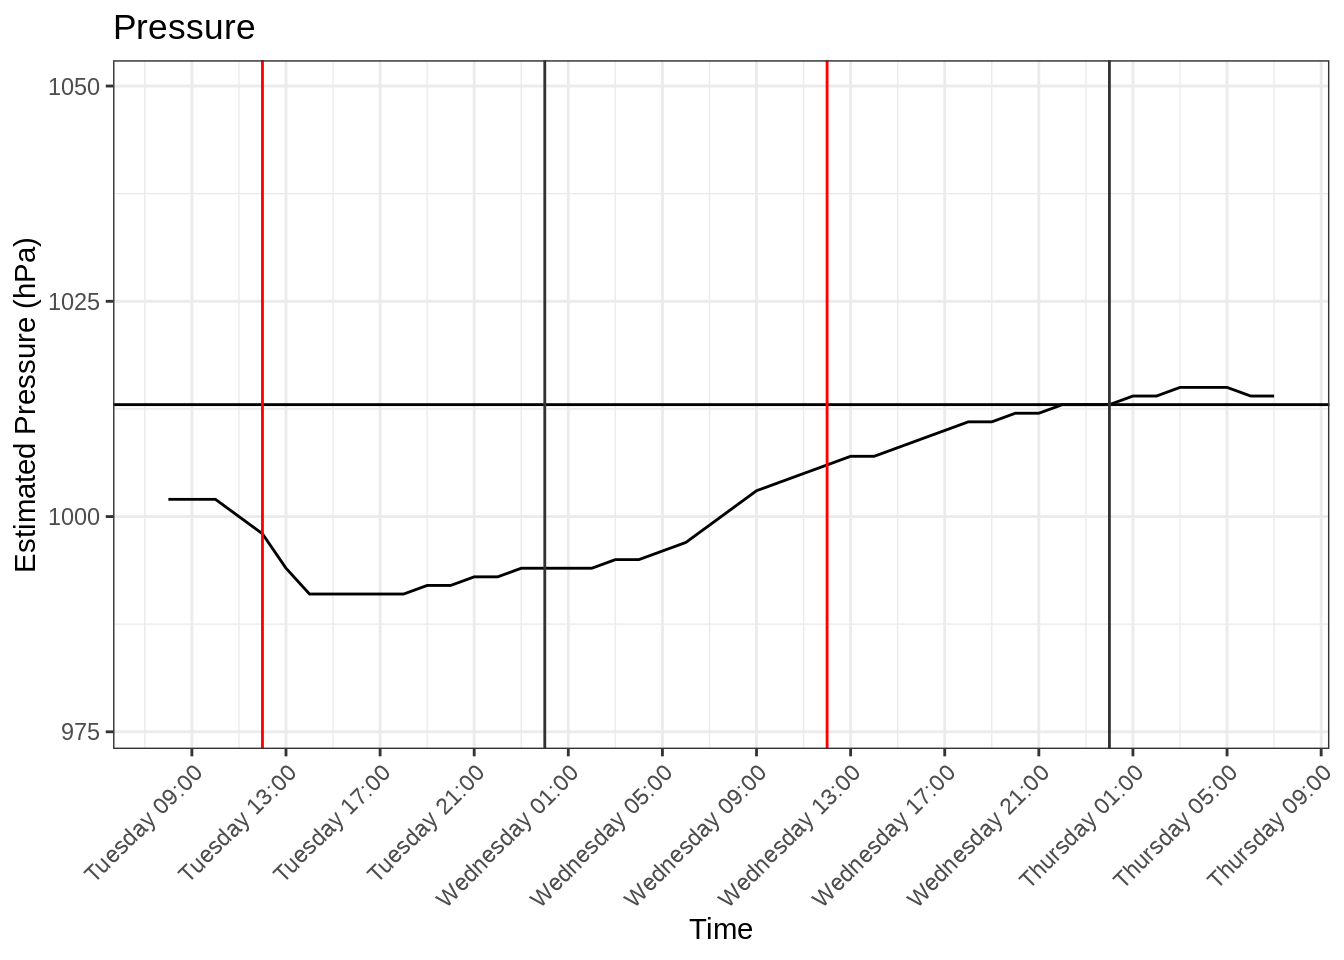 Pressure
Estimated Pressure (hPa)
1050
1025
1000
975
Tuesday 09:00
Tuesday 13:00
Tuesday 17:00
Tuesday 21:00
Wednesday 01:00
Wednesday 05:00
Wednesday 09:00
Wednesday 13:00
Wednesday 17:00
Wednesday 21:00
Thursday 01:00
Thursday 05:00
Thursday 09:00
Time